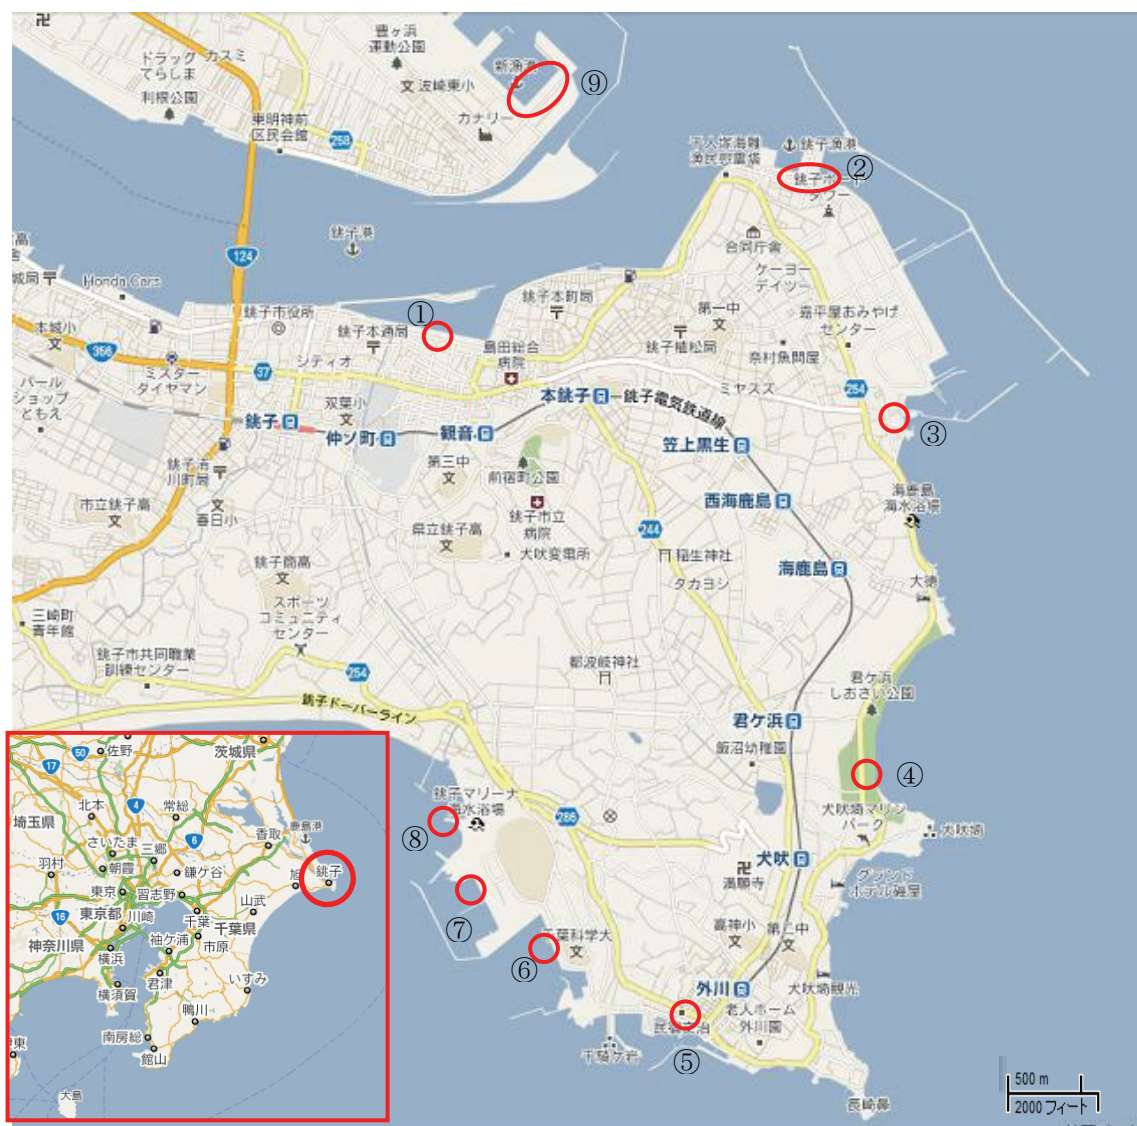 卍
豊ヶ浜
運動公園
ドラッグ
てらしま
カスミ
新漁港
⑨
文 波崎東小
利根公園
カナリー
東明神前
区民会館
258
千人塚海難
漁民慰霊塔
銚子漁港
②
銚子ポート
タワー
銚子港
合同庁舎
124
Honda Cars
ケーヨー
デイツー
銚子本町局
第一中
文
嘉平屋おみやげ
センター
銚子市役所
①
本城小
文
銚子本通局
島田総合
病院
銚子植松局
奈村魚問屋
356
シティオ
ミスター
タイヤマン
37
ミヤスズ
254
パール
ショップ
ともえ
双葉小
文
本銚子
銚子電気鉄道線
銚子
仲ノ町
観音
③
笠上黒生
銚子清
川町局
第三中
文
前宿町公園
西海鹿島
海鹿島
海水浴場
市立銚子高
文
文
春日小
県立銚子高
文
銚子市立
病院
244
犬吠変電所
稲生神社
銚子商高
文
タカヨシ
海鹿島
大徳
スポーツ
コミュニティ
センター
三崎町
青年館
銚子市共同職業
訓練センター
都波岐神社
254
君ケ浜
しおさい公園
銚子ドーバーライン
君ケ浜
飯沼幼稚園
④
銚子マリーナ
海水浴場
286
犬吠埼マリン
パーク
犬吠埼
⑧
犬吠
卍
満願寺
グランド
ホテル磯屋
⑦
千葉科学大
文
高神小
文
第二中
文
⑥
外川
犬吠埼観光
老人ホーム
外川園
⑤
千騎ケ岩
長崎鼻
500 m
2000 フィート
50
佐野
茨城県
17
4
北本
常総
鹿島港
埼玉県
さいたま
6
香取
三郷
羽村
朝霞
鎌ケ谷
旭
銚子
東京
習志野
16
東京都
山武
川崎
千葉
千葉県
神奈川県
袖ケ浦
市原
横浜
君津
いすみ
横須賀
鴨川
南房総
館山
大島